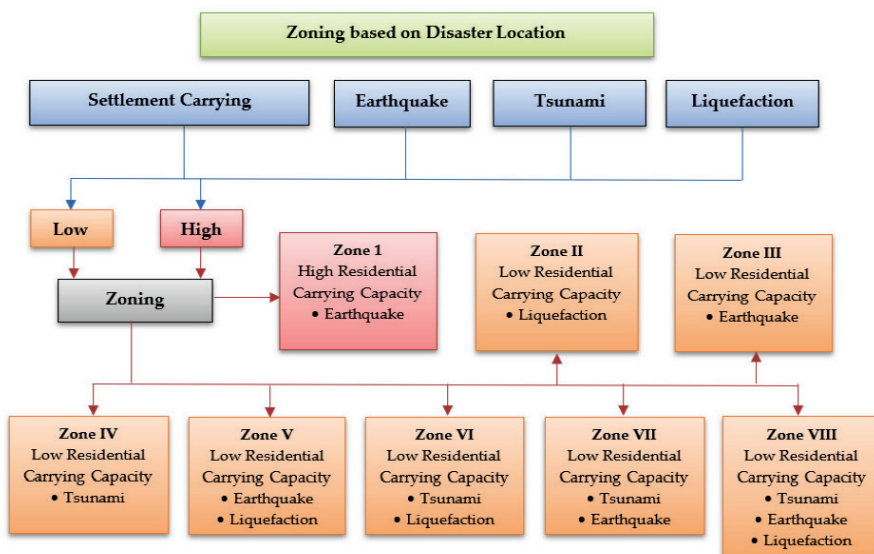 Zoning based on Disaster Location
Settlement Carrying
Earthquake
Tsunami
Liquefaction
Low
High
Zoning
Zone 1
High Residential
Carrying Capacity
• Earthquake
Zone II
Low Residential
Carrying Capacity
• Liquefaction
Zone III
Low Residential
Carrying Capacity
• Earthquake
Zone IV
Low Residential
Carrying Capacity
• Tsunami
Zone V
Low Residential
Carrying Capacity
• Earthquake
• Liquefaction
Zone VI
Low Residential
Carrying Capacity
• Tsunami
• Liquefaction
Zone VII
Low Residential
Carrying Capacity
• Tsunami
• Earthquake
Zone VIII
Low Residential
Carrying Capacity
• Tsunami
• Earthquake
• Liquefaction